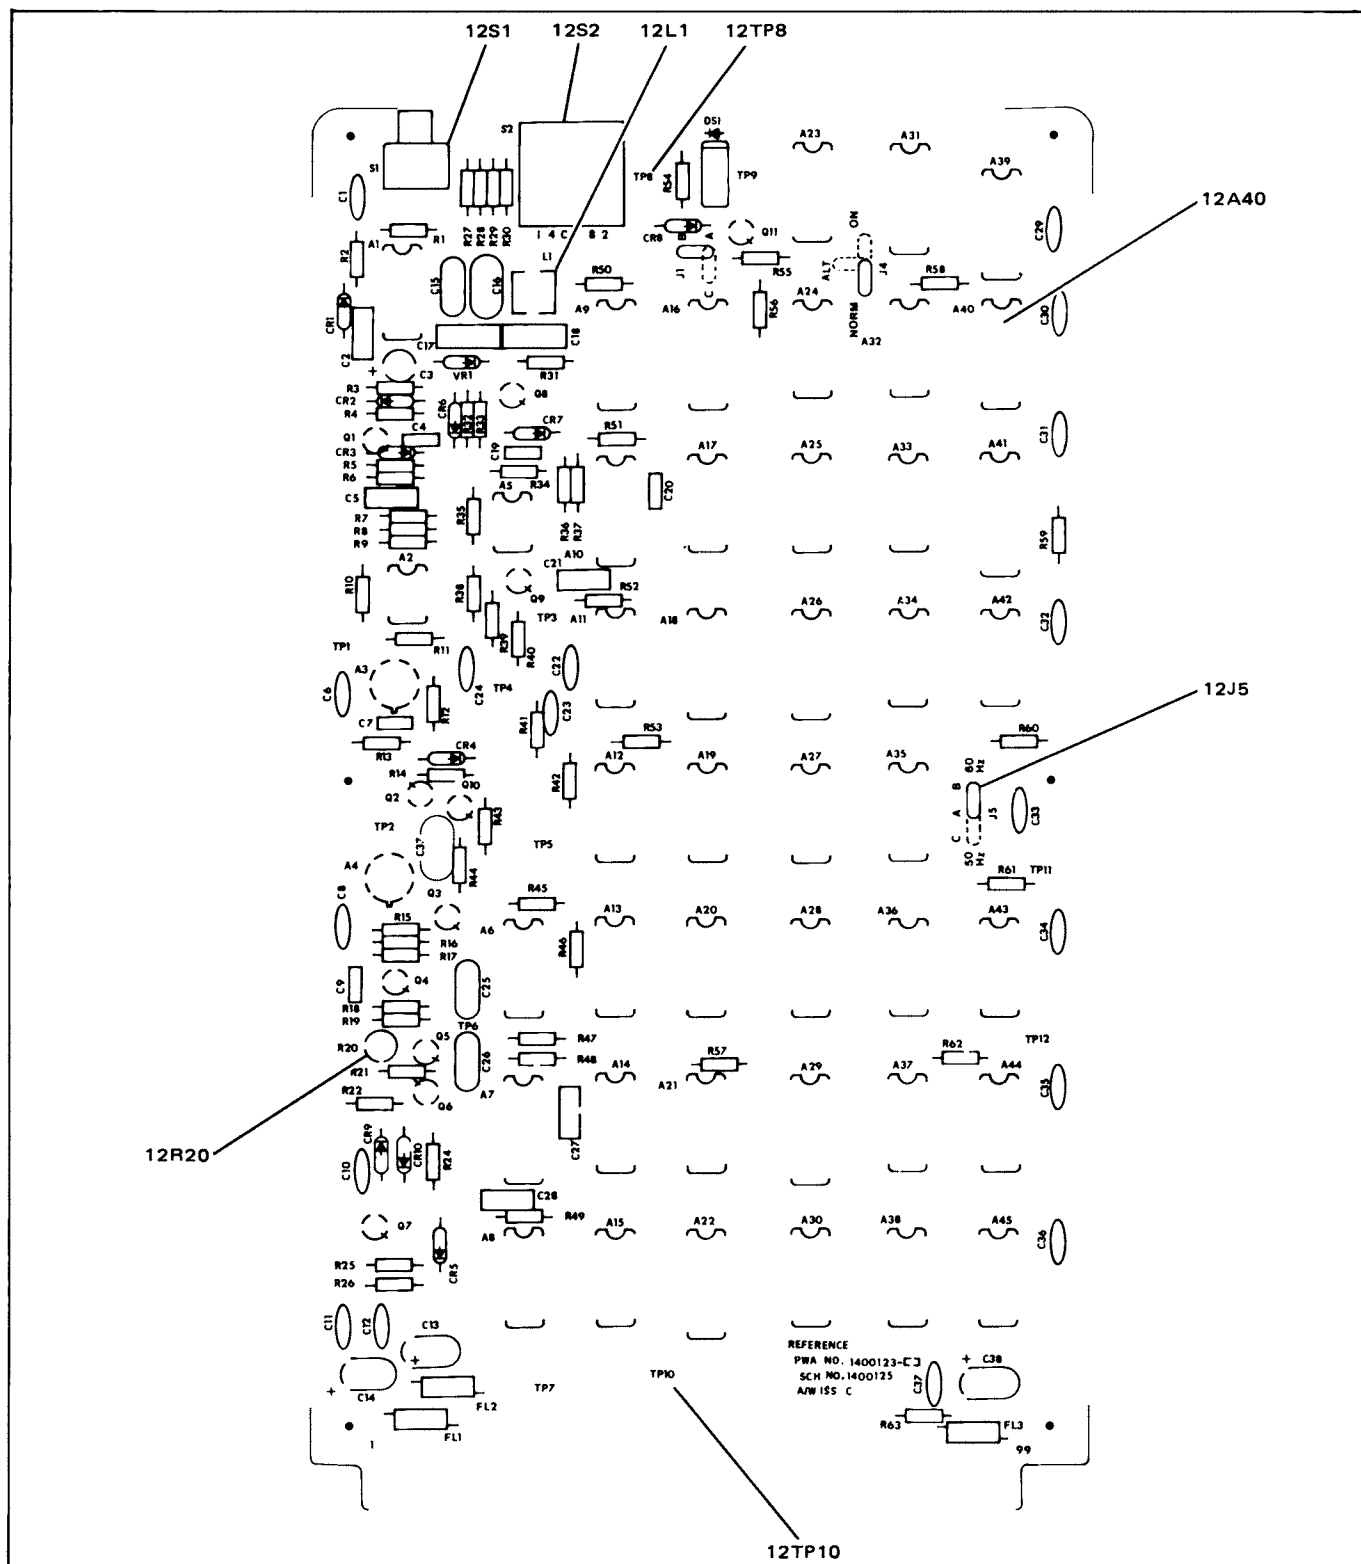 12S1 12S2 12L1 12TP8
S2 DS1 A23 A31
S1 TP8 R54 TP9 A39
C1
12A40
R27 R28 R29 R30
1 4 C 8 2
CR8 B A Q11 ON C29
A1 R1
R2
L1 J1 R55 ALT J4 R58
C15 C16 R50
C
A9 A16 R56 A24 NORM A40 C30
CR1
C2 C17 C18 A32
+ C3 VR1 R31
R3
CR2 Q8
R4 CR6 R32 R33
Q1 C4 CR7 R51 C31
CR3 C19 A17 A25 A33 A41
R5
R6 A5 R34
C5 C20
R7 R35 R36 R37 R59
R8
R9
A2 A10
C21
R10 R38 Q9 R52
A11 A18 A26 A34 A42 C32
TP3
R39 R40
TP1 R11
A3 C22
C6 C24 TP4
12J5
R12 C23
C7 R41
R13 R53 R60
CR4 A12 A19 A27 A35
60 Hz
R14 R42
Q2 Q10 B
TP2 R43 A J5 C33
C37 TP5 C
A4 R44 50 Hz
R61 TP11
C8 Q3 R45
R15 A6 A13 A20 A28 A36 A43
R16 C34
R17 R46
C9 Q4 C25
R18
R19 TP6
R20 Q5 R47 R62 TP12
C26 R48 R57
R21 A14 A29 A37 A44
A7 A21 C35
R22 Q6
12R20 CR9 CR10 R24 C27
C10
C28
Q7 R49
A8 A15 A22 A30 A38 A45 C36
CR5
R25
R26
C11 C12 C13
+
REFERENCE
PWA NO. 1400123-[]
SCH NO. 1400125
A/W ISS C
+ C38
C37
+ C14 TP7 TP10
FL2
FL1 R63 FL3
1 99
12TP10